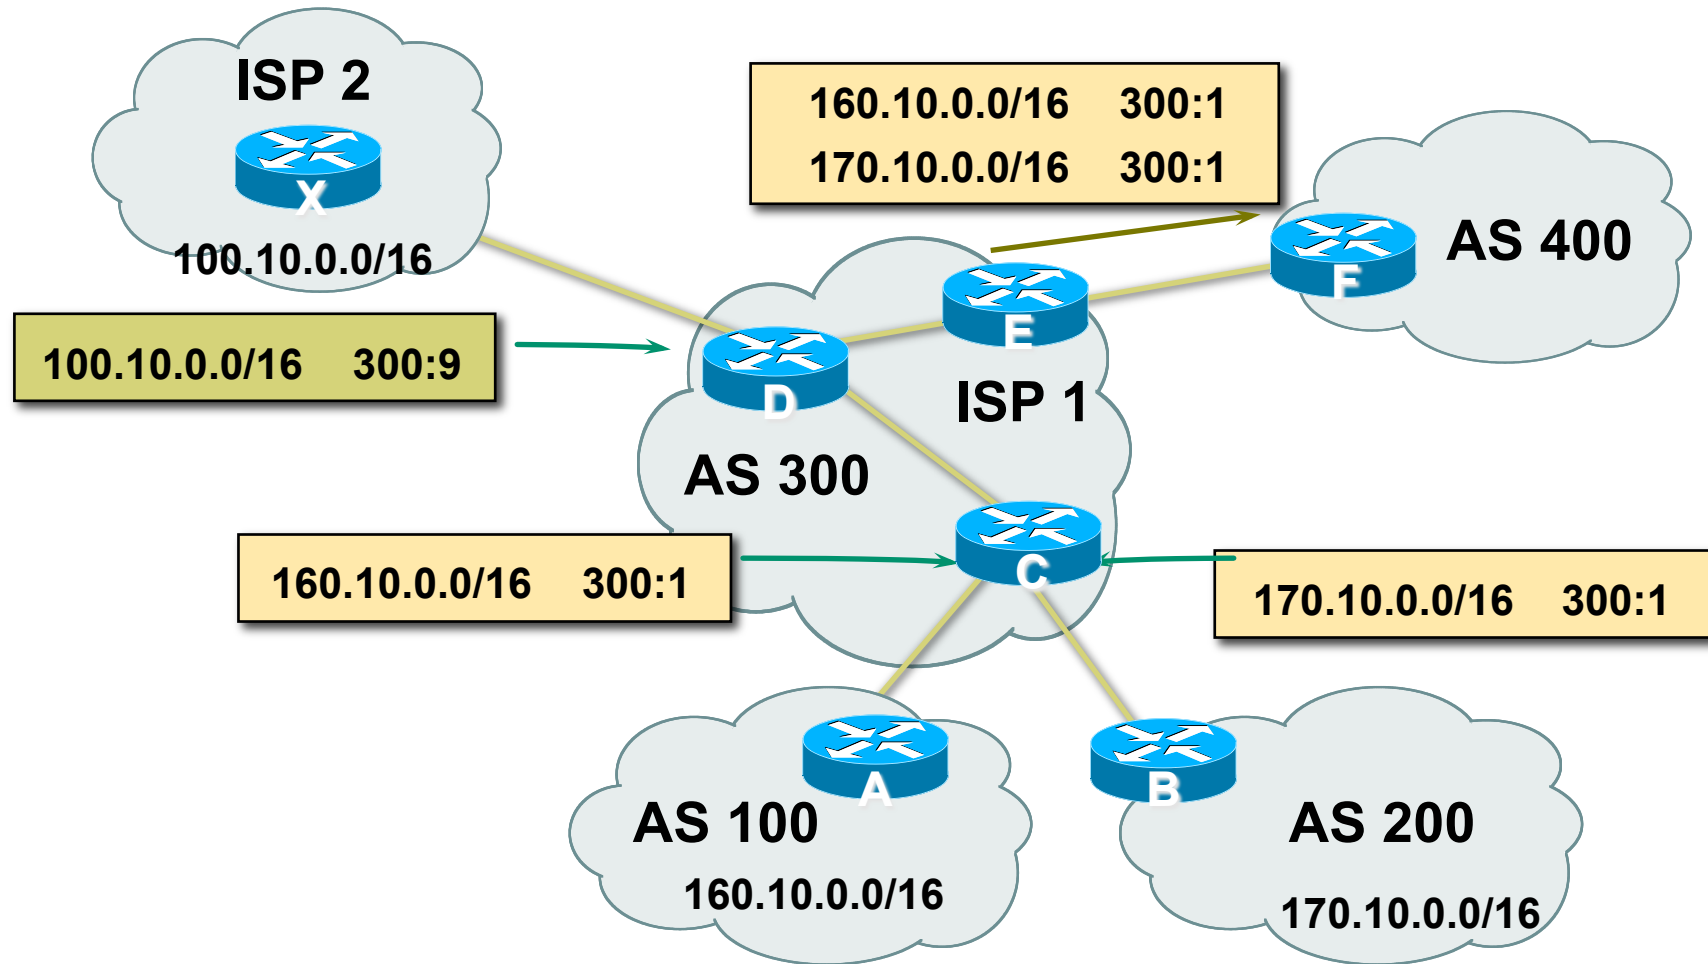 ISP 2
X
100.10.0.0/16
160.10.0.0/16 300:1
170.10.0.0/16 300:1
AS 400
F
E
100.10.0.0/16 300:9
D
ISP 1
AS 300
160.10.0.0/16 300:1
C
170.10.0.0/16 300:1
A
AS 100
160.10.0.0/16
B
AS 200
170.10.0.0/16